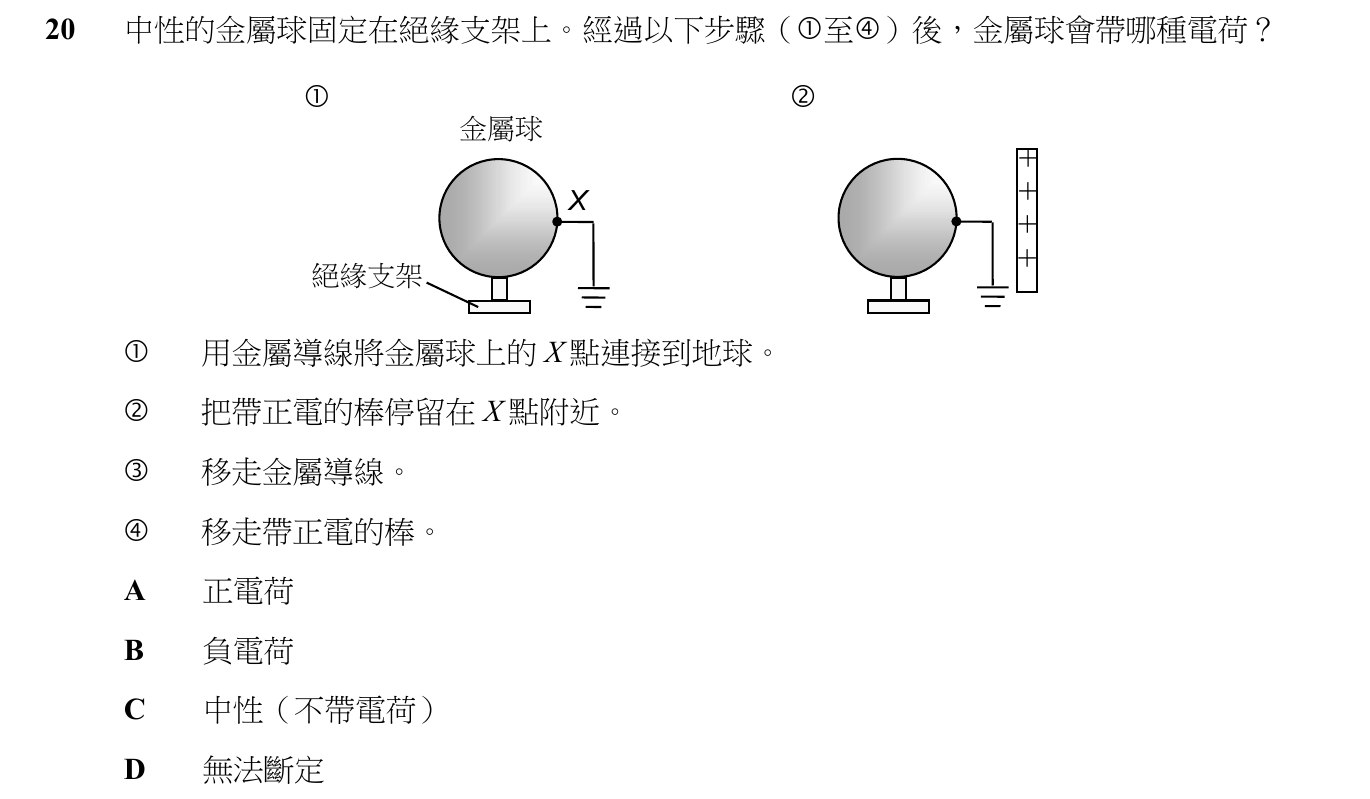 20 中性的金屬球固定在絕緣支架上。經過以下步驟（①至④）後，金屬球會帶哪種電荷？
① ②
金屬球
X
絕緣支架
+
+
+
+
① 用金屬導線將金屬球上的 X 點連接到地球。
② 把帶正電的棒停留在 X 點附近。
③ 移走金屬導線。
④ 移走帶正電的棒。
A 正電荷
B 負電荷
C 中性（不帶電荷）
D 無法斷定